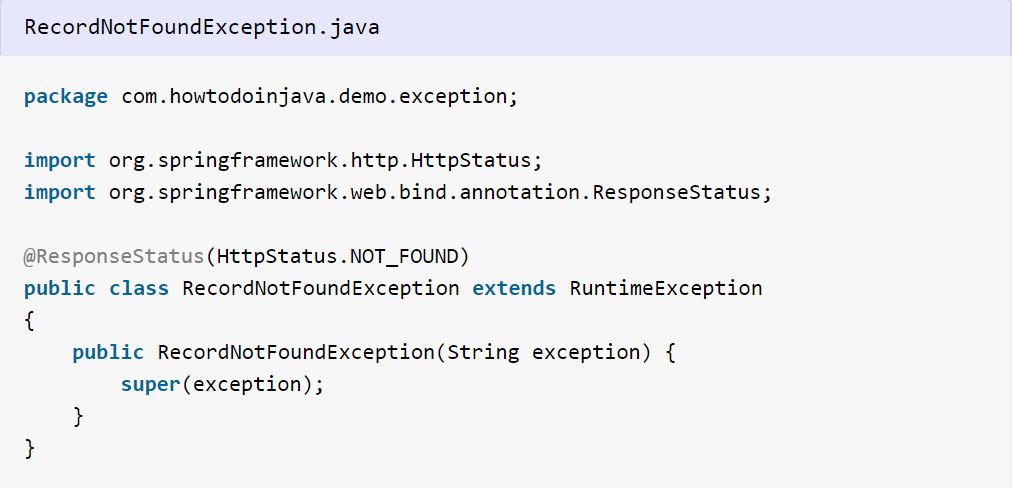 RecordNotFoundException.java
package com.howtodoinjava.demo.exception;
import org.springframework.http.HttpStatus;
import org.springframework.web.bind.annotation.ResponseStatus;
@ResponseStatus(HttpStatus.NOT_FOUND)
public class RecordNotFoundException extends RuntimeException
{
    public RecordNotFoundException(String exception) {
        super(exception);
    }
}